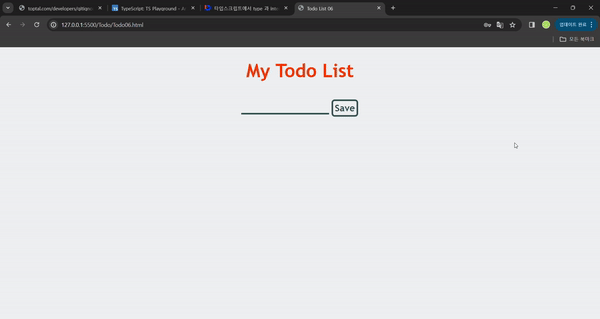 toptal.com/developers/gitignore
TypeScript: TS Playground - A
타입스크립트에서 type 과 inte
Todo List 06
127.0.0.1:5500/Todo/Todo06.html
업데이트 완료
모든 북마크
My Todo List
Save